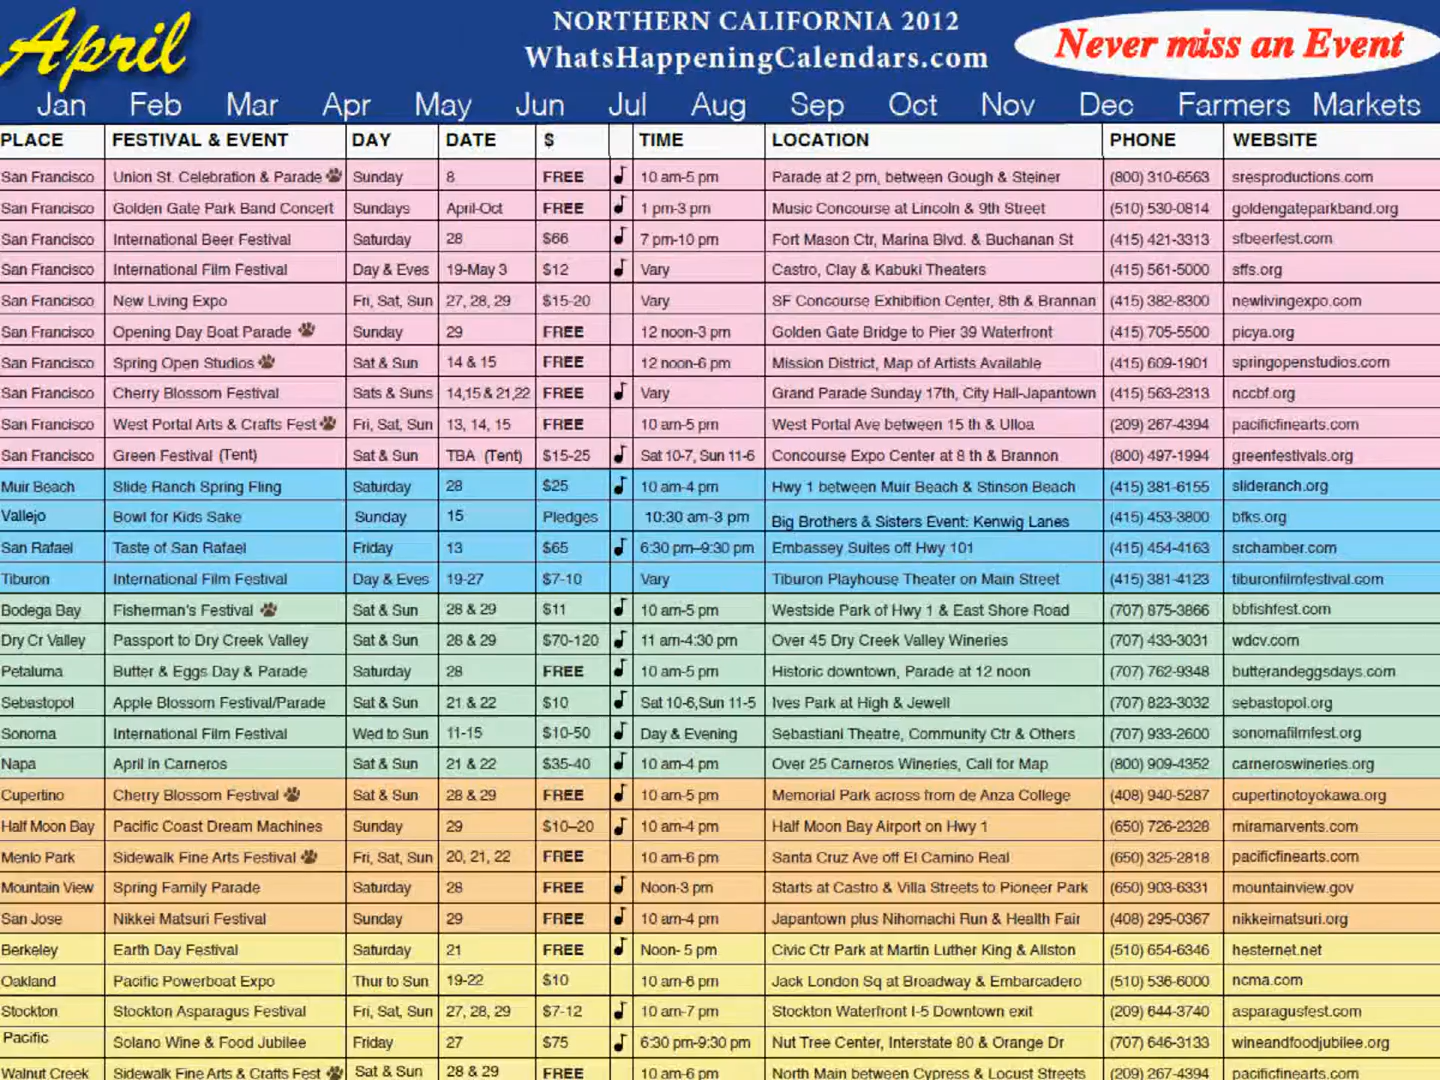 April
NORTHERN CALIFORNIA 2012
WhatsHappeningCalendars.com
Never miss an Event
Jan Feb Mar Apr May Jun Jul Aug Sep Oct Nov Dec Farmers Markets
PLACE FESTIVAL & EVENT DAY DATE $ TIME LOCATION PHONE WEBSITE
San Francisco Union St. Celebration & Parade Sunday 8 FREE 10 am-5 pm Parade at 2 pm, between Gough & Steiner (800) 310-6563 sresproductions.com
San Francisco Golden Gate Park Band Concert Sundays April-Oct FREE 1 pm-3 pm Music Concourse at Lincoln & 9th Street (510) 530-0814 goldengateparkband.org
San Francisco International Beer Festival Saturday 28 $66 7 pm-10 pm Fort Mason Ctr, Marina Blvd. & Buchanan St (415) 421-3313 sfbeerfest.com
San Francisco International Film Festival Day & Eves 19-May 3 $12 Vary Castro, Clay & Kabuki Theaters (415) 561-5000 sffs.org
San Francisco New Living Expo Fri, Sat, Sun 27, 28, 29 $15-20 Vary SF Concourse Exhibition Center, 8th & Brannan (415) 382-8300 newlivingexpo.com
San Francisco Opening Day Boat Parade Sunday 29 FREE 12 noon-3 pm Golden Gate Bridge to Pier 39 Waterfront (415) 705-5500 picya.org
San Francisco Spring Open Studios Sat & Sun 14 & 15 FREE 12 noon-6 pm Mission District, Map of Artists Available (415) 609-1901 springopenstudios.com
San Francisco Cherry Blossom Festival Sats & Suns 14,15 & 21,22 FREE Vary Grand Parade Sunday 17th, City Hall-Japantown (415) 563-2313 nccbf.org
San Francisco West Portal Arts & Crafts Fest Fri, Sat, Sun 13, 14, 15 FREE 10 am-5 pm West Portal Ave between 15 th & Ulloa (209) 267-4394 pacificfinearts.com
San Francisco Green Festival (Tent) Sat & Sun TBA (Tent) $15-25 Sat 10-7, Sun 11-6 Concourse Expo Center at 8 th & Brannon (800) 497-1994 greenfestivals.org
Muir Beach Slide Ranch Spring Fling Saturday 28 $25 10 am-4 pm Hwy 1 between Muir Beach & Stinson Beach (415) 381-6155 slideranch.org
Vallejo Bowl for Kids Sake Sunday 15 Pledges 10:30 am-3 pm Big Brothers & Sisters Event: Kenwig Lanes (415) 453-3800 bfks.org
San Rafael Taste of San Rafael Friday 13 $65 6:30 pm–9:30 pm Embassey Suites off Hwy 101 (415) 454-4163 srchamber.com
Tiburon International Film Festival Day & Eves 19-27 $7-10 Vary Tiburon Playhouse Theater on Main Street (415) 381-4123 tiburonfilmfestival.com
Bodega Bay Fisherman's Festival Sat & Sun 28 & 29 $11 10 am-5 pm Westside Park of Hwy 1 & East Shore Road (707) 875-3866 bbfishfest.com
Dry Cr Valley Passport to Dry Creek Valley Sat & Sun 28 & 29 $70-120 11 am-4:30 pm Over 45 Dry Creek Valley Wineries (707) 433-3031 wdcv.com
Petaluma Butter & Eggs Day & Parade Saturday 28 FREE 10 am-5 pm Historic downtown, Parade at 12 noon (707) 762-9348 butterandeggsdays.com
Sebastopol Apple Blossom Festival/Parade Sat & Sun 21 & 22 $10 Sat 10-6,Sun 11-5 Ives Park at High & Jewell (707) 823-3032 sebastopol.org
Sonoma International Film Festival Wed to Sun 11-15 $10-50 Day & Evening Sebastiani Theatre, Community Ctr & Others (707) 933-2600 sonomafilmfest.org
Napa April in Carneros Sat & Sun 21 & 22 $35-40 10 am-4 pm Over 25 Carneros Wineries, Call for Map (800) 909-4352 carneroswineries.org
Cupertino Cherry Blossom Festival Sat & Sun 28 & 29 FREE 10 am-5 pm Memorial Park across from de Anza College (408) 940-5287 cupertinotoyokawa.org
Half Moon Bay Pacific Coast Dream Machines Sunday 29 $10–20 10 am-4 pm Half Moon Bay Airport on Hwy 1 (650) 726-2328 miramarvents.com
Menlo Park Sidewalk Fine Arts Festival Fri, Sat, Sun 20, 21, 22 FREE 10 am-6 pm Santa Cruz Ave off El Camino Real (650) 325-2818 pacificfinearts.com
Mountain View Spring Family Parade Saturday 28 FREE Noon-3 pm Starts at Castro & Villa Streets to Pioneer Park (650) 903-6331 mountainview.gov
San Jose Nikkei Matsuri Festival Sunday 29 FREE 10 am-4 pm Japantown plus Nihomachi Run & Health Fair (408) 295-0367 nikkeimatsuri.org
Berkeley Earth Day Festival Saturday 21 FREE Noon- 5 pm Civic Ctr Park at Martin Luther King & Allston (510) 654-6346 hesternet.net
Oakland Pacific Powerboat Expo Thur to Sun 19-22 $10 10 am-6 pm Jack London Sq at Broadway & Embarcadero (510) 536-6000 ncma.com
Stockton Stockton Asparagus Festival Fri, Sat, Sun 27, 28, 29 $7-12 10 am-7 pm Stockton Waterfront I-5 Downtown exit (209) 644-3740 asparagusfest.com
Pacific Solano Wine & Food Jubilee Friday 27 $75 6:30 pm-9:30 pm Nut Tree Center, Interstate 80 & Orange Dr (707) 646-3133 wineandfoodjubilee.org
Walnut Creek Sidewalk Fine Arts & Crafts Fest Sat & Sun 28 & 29 FREE 10 am-6 pm North Main between Cypress & Locust Streets (209) 267-4394 pacificfinearts.com